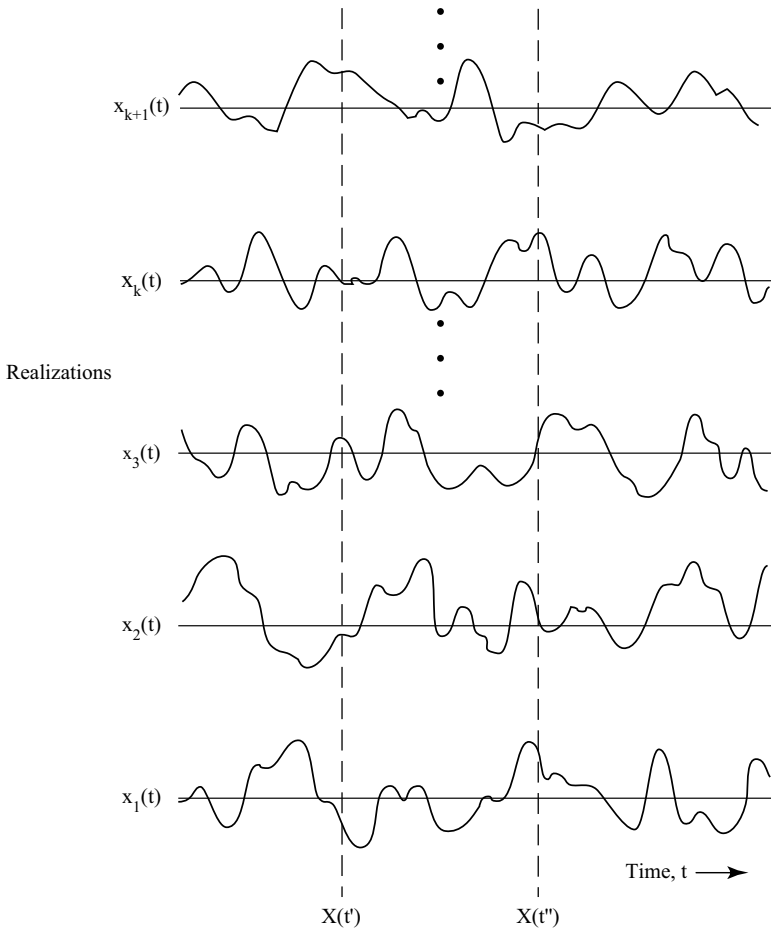 x_{k+1}(t)
x_k(t)
Realizations
x_3(t)
x_2(t)
x_1(t)
Time, t
X(t') X(t")